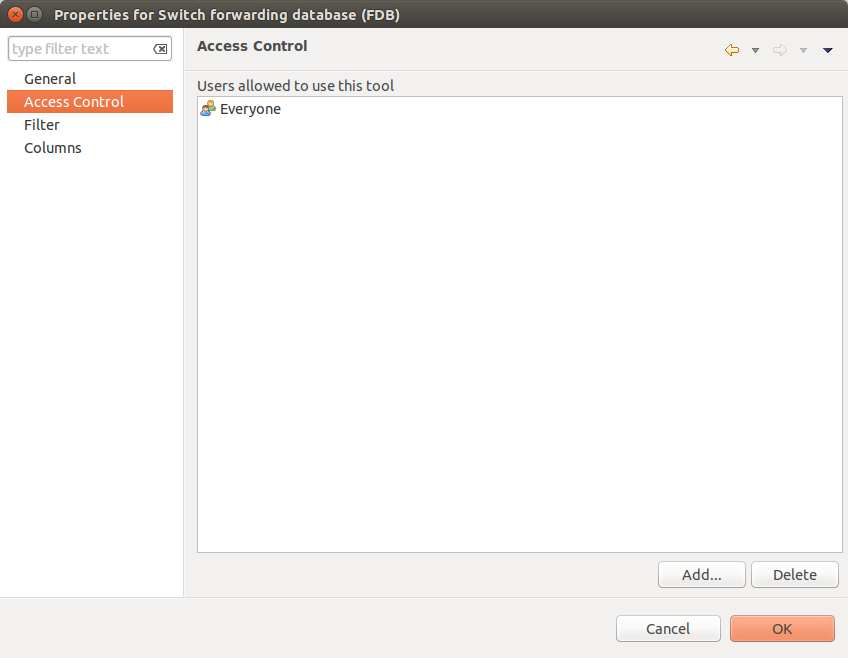 Properties for Switch forwarding database (FDB)
type filter text
General
Access Control
Filter
Columns
Access Control
Users allowed to use this tool
Everyone
Add...
Delete
Cancel
OK